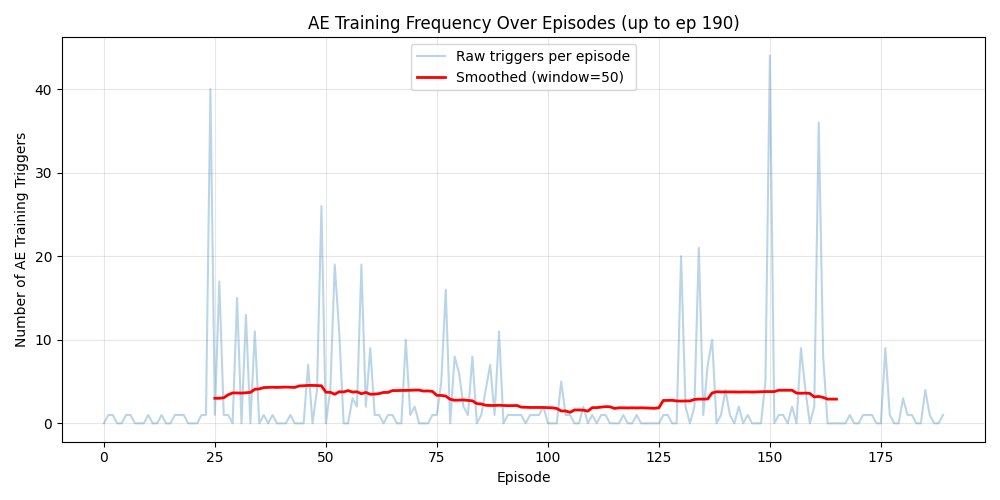 AE Training Frequency Over Episodes (up to ep 190)
Raw triggers per episode
Smoothed (window=50)
Number of AE Training Triggers
40
30
20
10
0
0 25 50 75 100 125 150 175
Episode